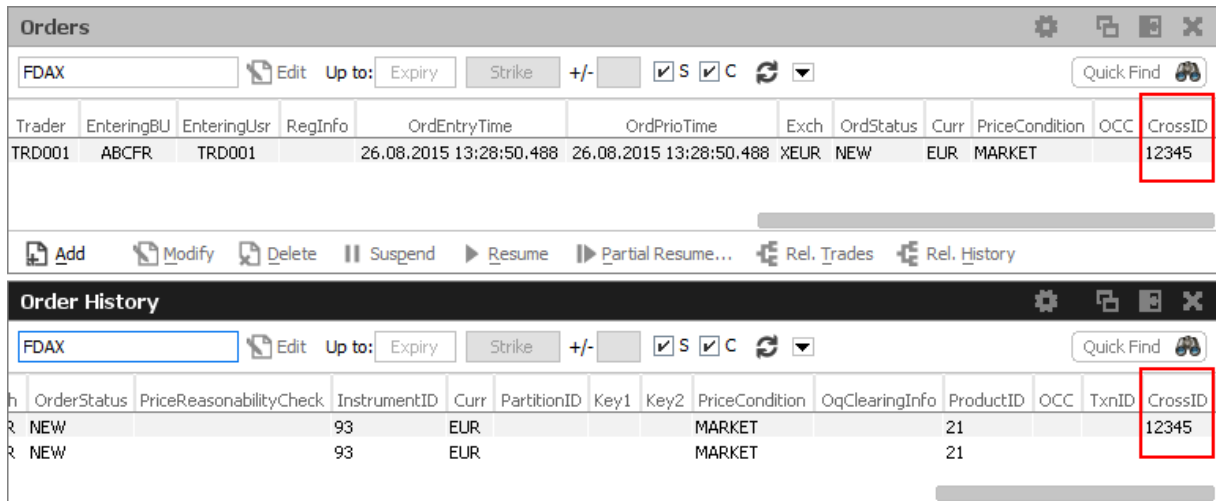 Orders
FDAX Edit Up to: Expiry Strike +/- S C Quick Find
Trader EnteringBU EnteringUsr RegInfo OrdEntryTime OrdPrioTime Exch OrdStatus Curr PriceCondition OCC CrossID
TRD001 ABCFR TRD001 26.08.2015 13:28:50.488 26.08.2015 13:28:50.488 XEUR NEW EUR MARKET 12345
Add Modify Delete Suspend Resume Partial Resume... Rel. Trades Rel. History
Order History
FDAX Edit Up to: Expiry Strike +/- S C Quick Find
h OrderStatus PriceReasonabilityCheck InstrumentID Curr PartitionID Key1 Key2 PriceCondition OqClearingInfo ProductID OCC TxnID CrossID
R NEW 93 EUR MARKET 21 12345
R NEW 93 EUR MARKET 21